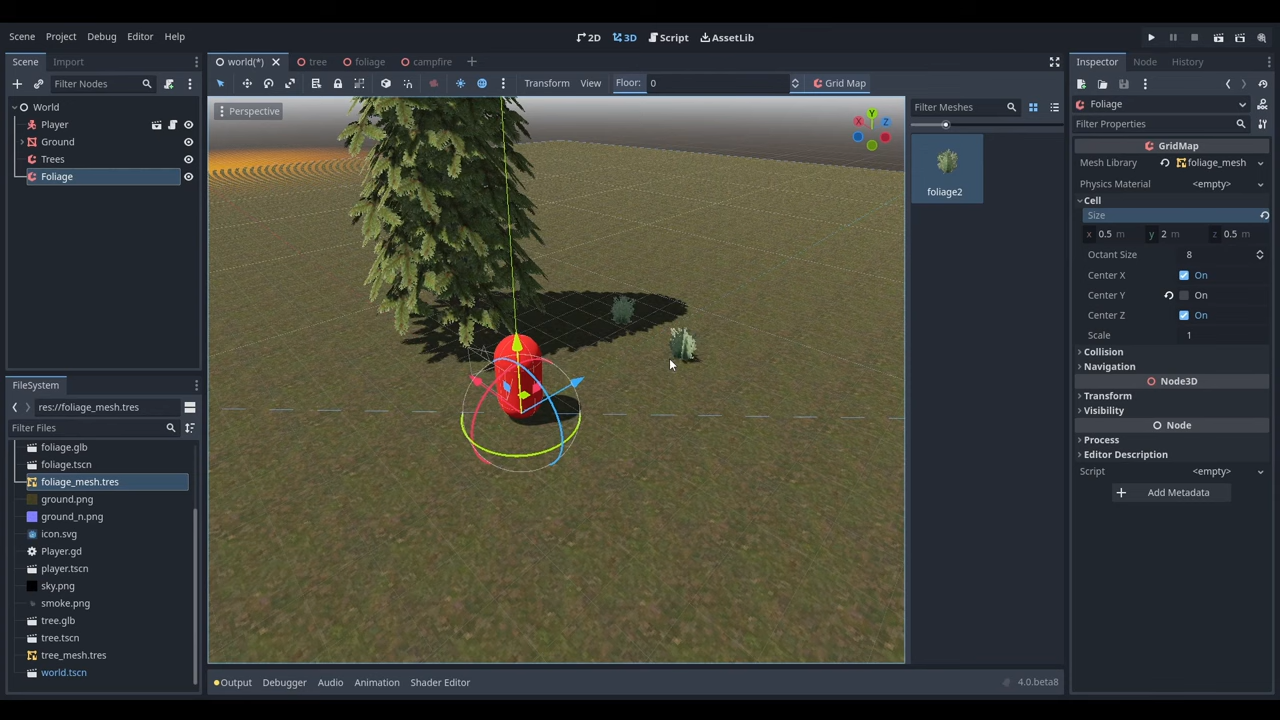 Scene Project Debug Editor Help
2D 3D Script AssetLib
Scene Import
world(*) tree foliage campfire
Inspector Node History
Filter Nodes
Transform View Floor: 0 Grid Map
World
Player
Ground
Trees
Foliage
Perspective
Y
X
Z
Filter Meshes
foliage2
Foliage
Filter Properties
GridMap
Mesh Library foliage_mesh
Physics Material <empty>
Cell
Size
x 0.5 m y 2 m z 0.5 m
Octant Size 8
Center X On
Center Y On
Center Z On
Scale 1
Collision
Navigation
Node3D
Transform
Visibility
Node
Process
Editor Description
Script <empty>
Add Metadata
FileSystem
res://foliage_mesh.tres
Filter Files
foliage.glb
foliage.tscn
foliage_mesh.tres
ground.png
ground_n.png
icon.svg
Player.gd
player.tscn
sky.png
smoke.png
tree.glb
tree.tscn
tree_mesh.tres
world.tscn
Output Debugger Audio Animation Shader Editor
4.0.beta8